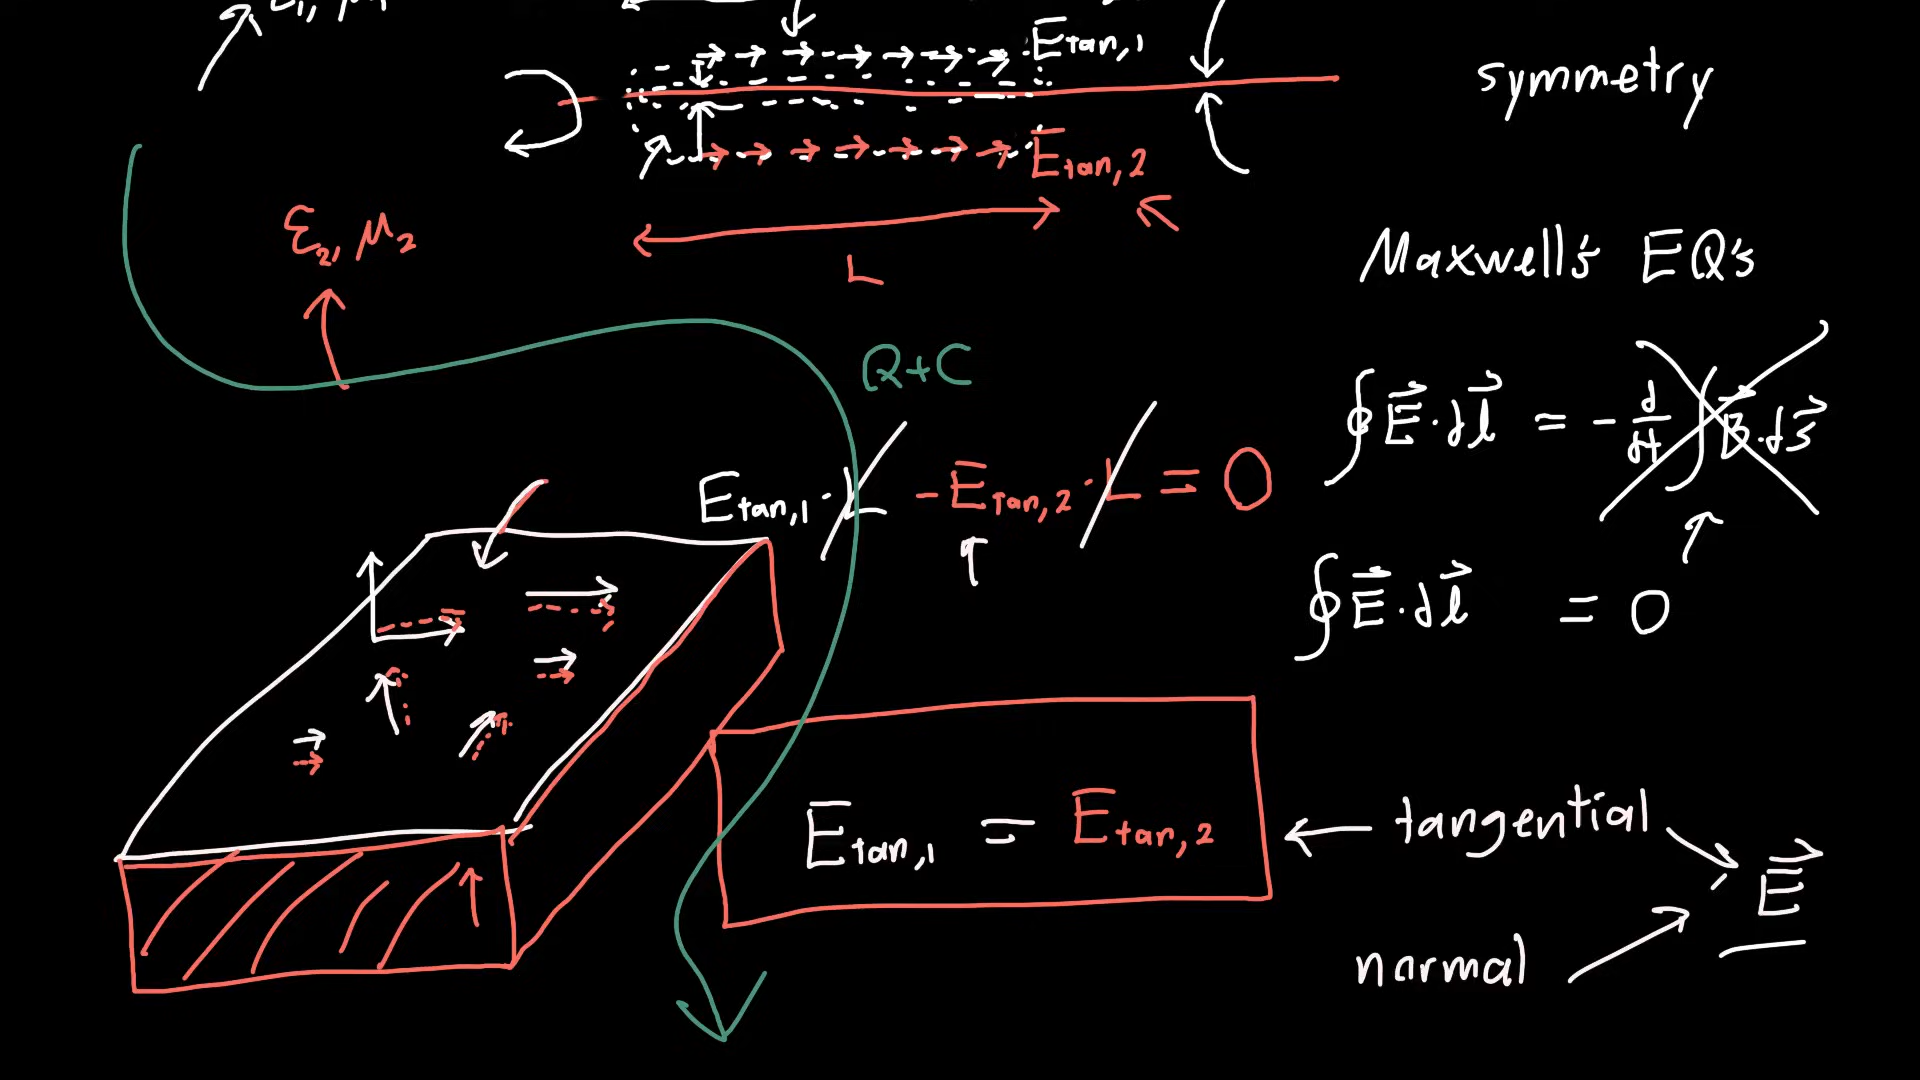 E_tan,1
symmetry
E_tan,2
ε₂, μ₂
L
Maxwell's EQ's
Q+C
∮ E⃗ · dl⃗ = - d/dt ∫ B⃗ · ds⃗
E_tan,1 · L - E_tan,2 · L = 0
∮ E⃗ · dl⃗ = 0
E_tan,1 = E_tan,2
tangential
E⃗
normal